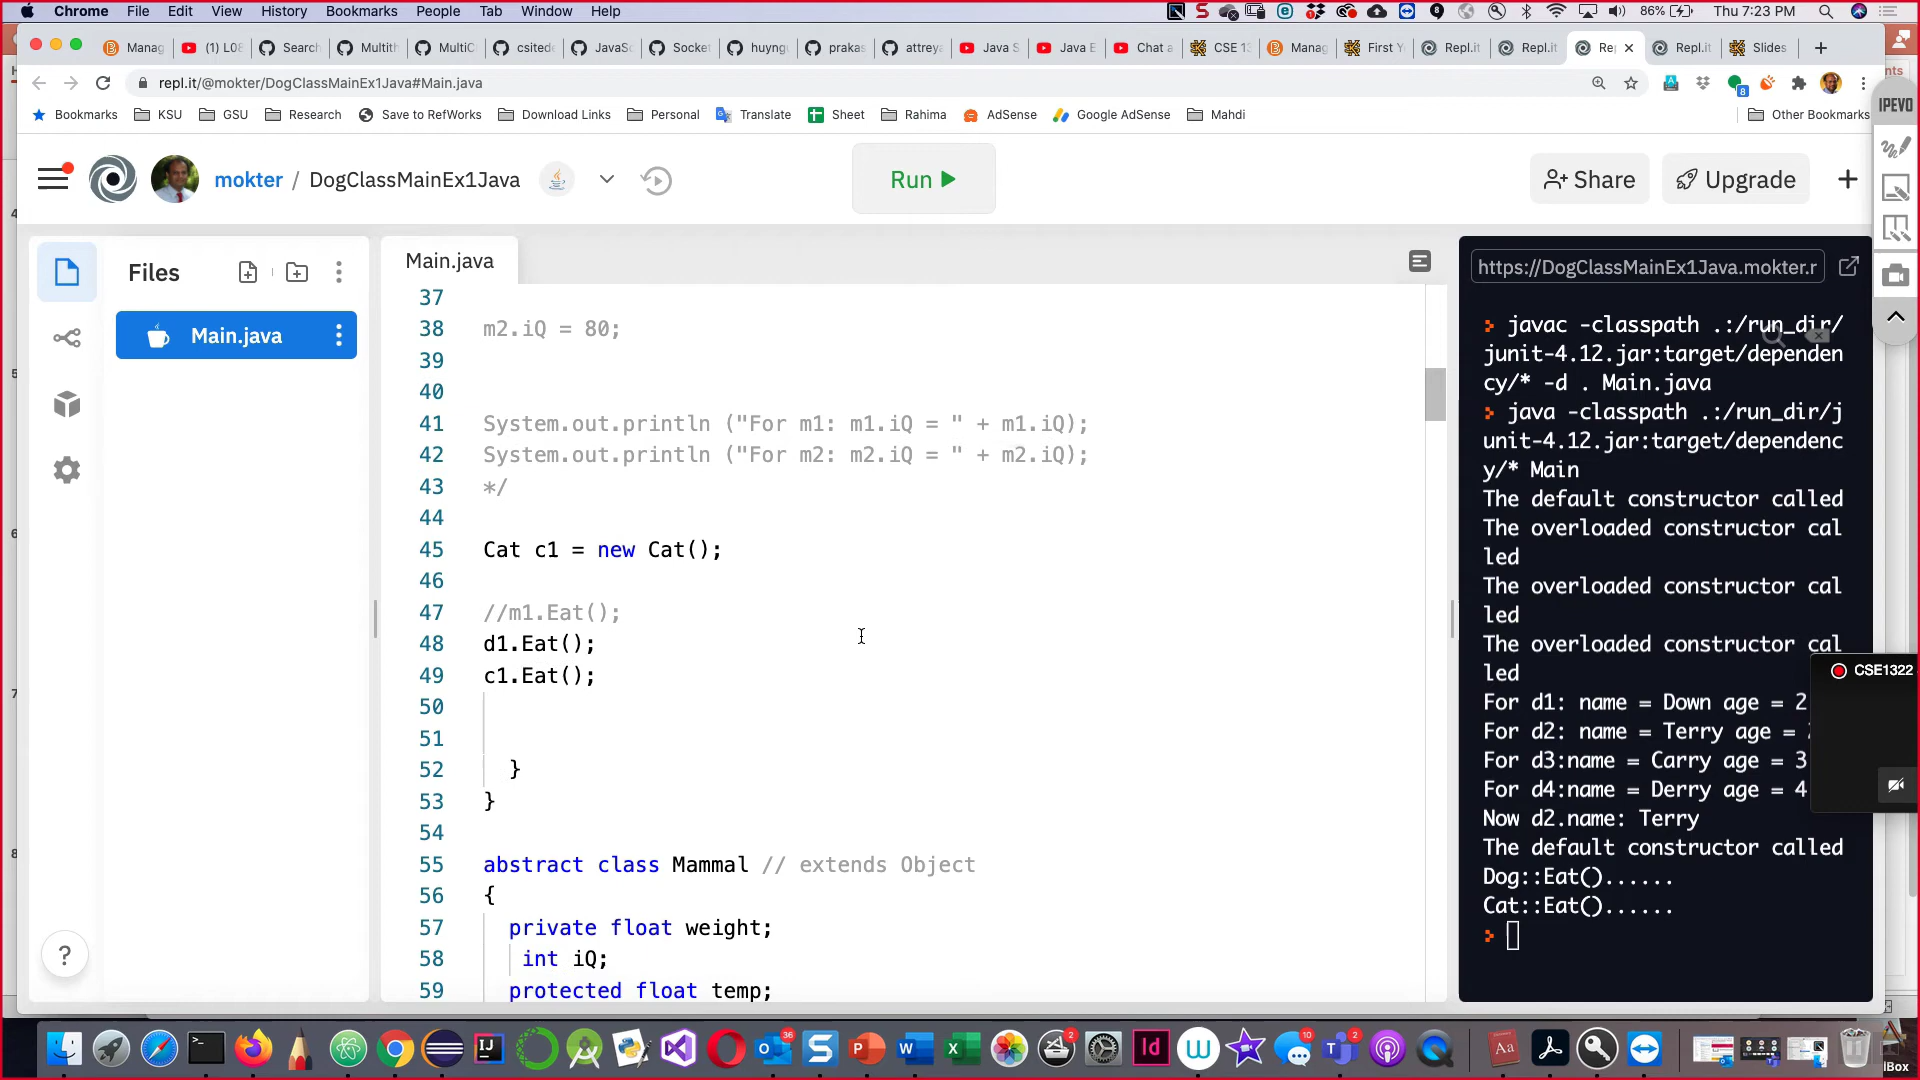 Chrome File Edit View History Bookmarks People Tab Window Help 86% Thu 7:23 PM
Manag (1) L08 Search Multith MultiC csitede JavaSc Socket huyng prakas attreya Java S Java E Chat a CSE 13 Manag First Y Repl.it Repl.it Re Repl.it Slides
repl.it/@mokter/DogClassMainEx1Java#Main.java
Bookmarks KSU GSU Research Save to RefWorks Download Links Personal Translate Sheet Rahima AdSense Google AdSense Mahdi Other Bookmarks
IPEVO
mokter / DogClassMainEx1Java Run Share Upgrade
Files
Main.java
Main.java
37
38 m2.iQ = 80;
39
40
41 System.out.println ("For m1: m1.iQ = " + m1.iQ);
42 System.out.println ("For m2: m2.iQ = " + m2.iQ);
43 */
44
45 Cat c1 = new Cat();
46
47 //m1.Eat();
48 d1.Eat();
49 c1.Eat();
50
51
52 }
53 }
54
55 abstract class Mammal // extends Object
56 {
57 private float weight;
58 int iQ;
59 protected float temp;
https://DogClassMainEx1Java.mokter.r
javac -classpath .:/run_dir/
junit-4.12.jar:target/dependen
cy/* -d . Main.java
java -classpath .:/run_dir/j
unit-4.12.jar:target/dependenc
y/* Main
The default constructor called
The overloaded constructor cal
led
The overloaded constructor cal
led
The overloaded constructor cal
led
For d1: name = Down age = 2
For d2: name = Terry age =
For d3:name = Carry age = 3
For d4:name = Derry age = 4
Now d2.name: Terry
The default constructor called
Dog::Eat()......
Cat::Eat()......
CSE1322
?